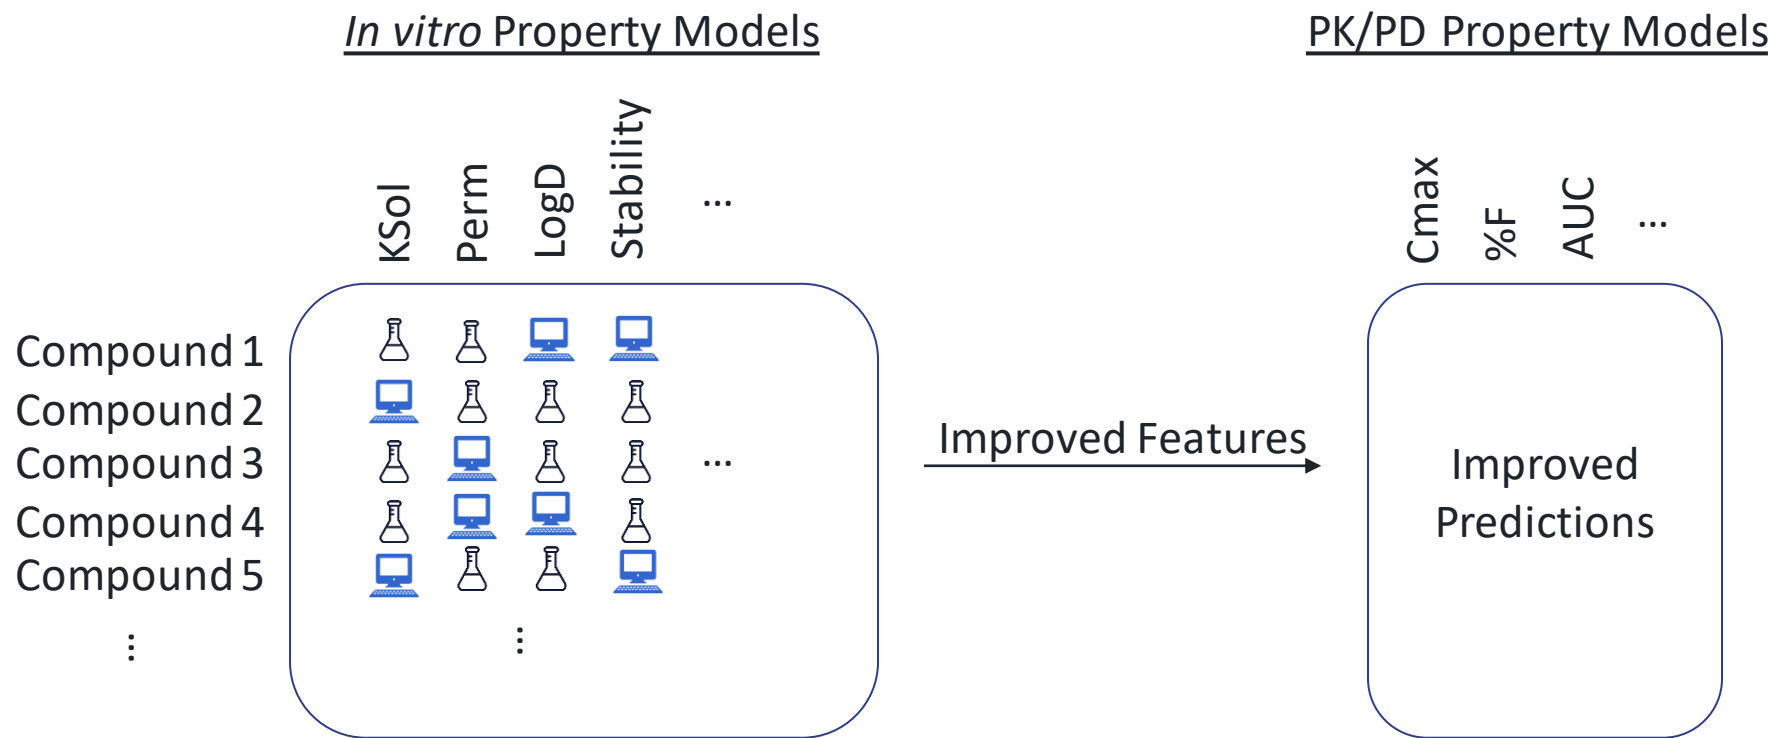 In vitro Property Models
PK/PD Property Models
KSol
Perm
LogD
Stability
...
Cmax
%F
AUC
...
Compound 1
Compound 2
Compound 3
...
Compound 4
Compound 5
...
...
Improved Features
Improved
Predictions